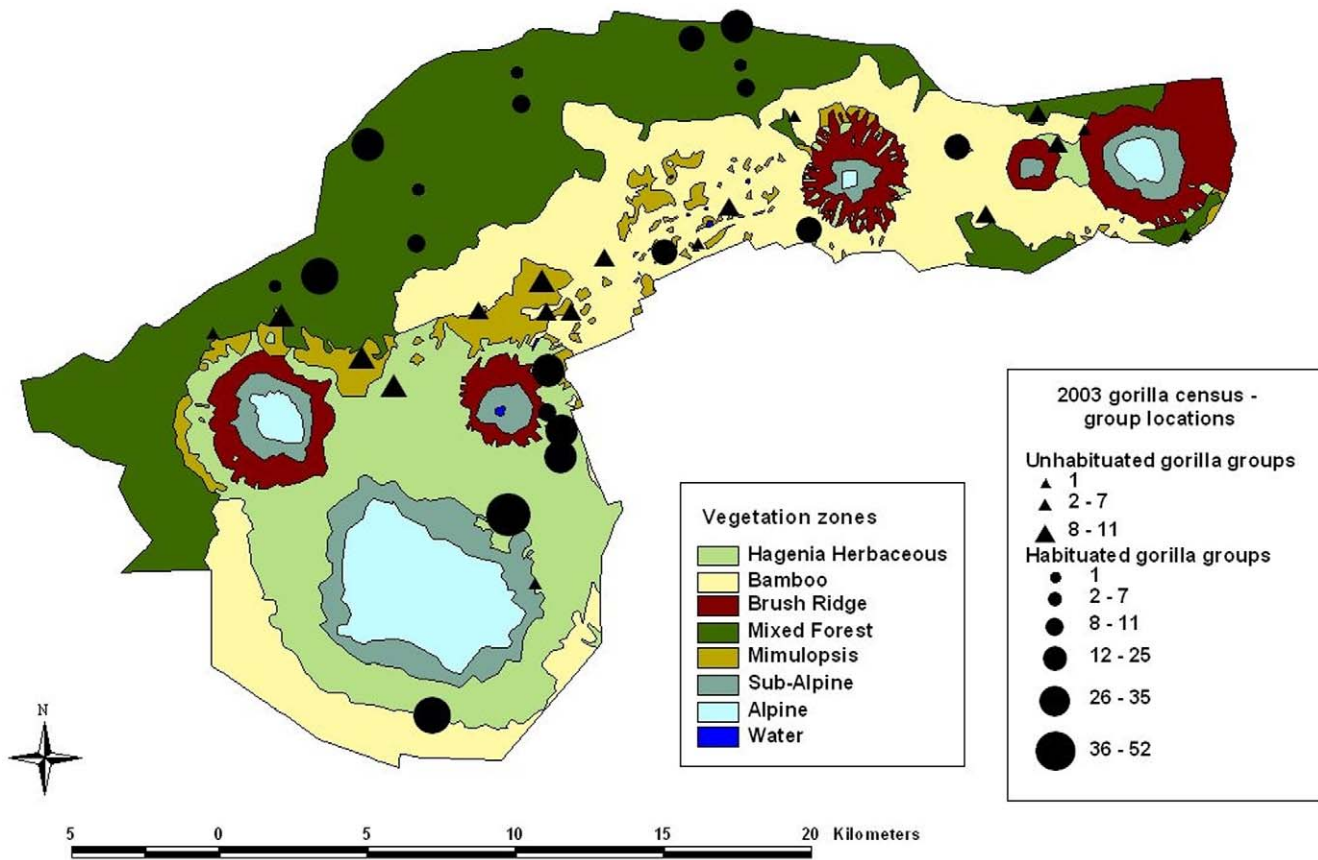 2003 gorilla census -
group locations
Unhabituated gorilla groups
1
2 - 7
8 - 11
Habituated gorilla groups
1
2 - 7
8 - 11
12 - 25
26 - 35
36 - 52
Vegetation zones
Hagenia Herbaceous
Bamboo
Brush Ridge
Mixed Forest
Mimulopsis
Sub-Alpine
Alpine
Water
N
5 0 5 10 15 20 Kilometers